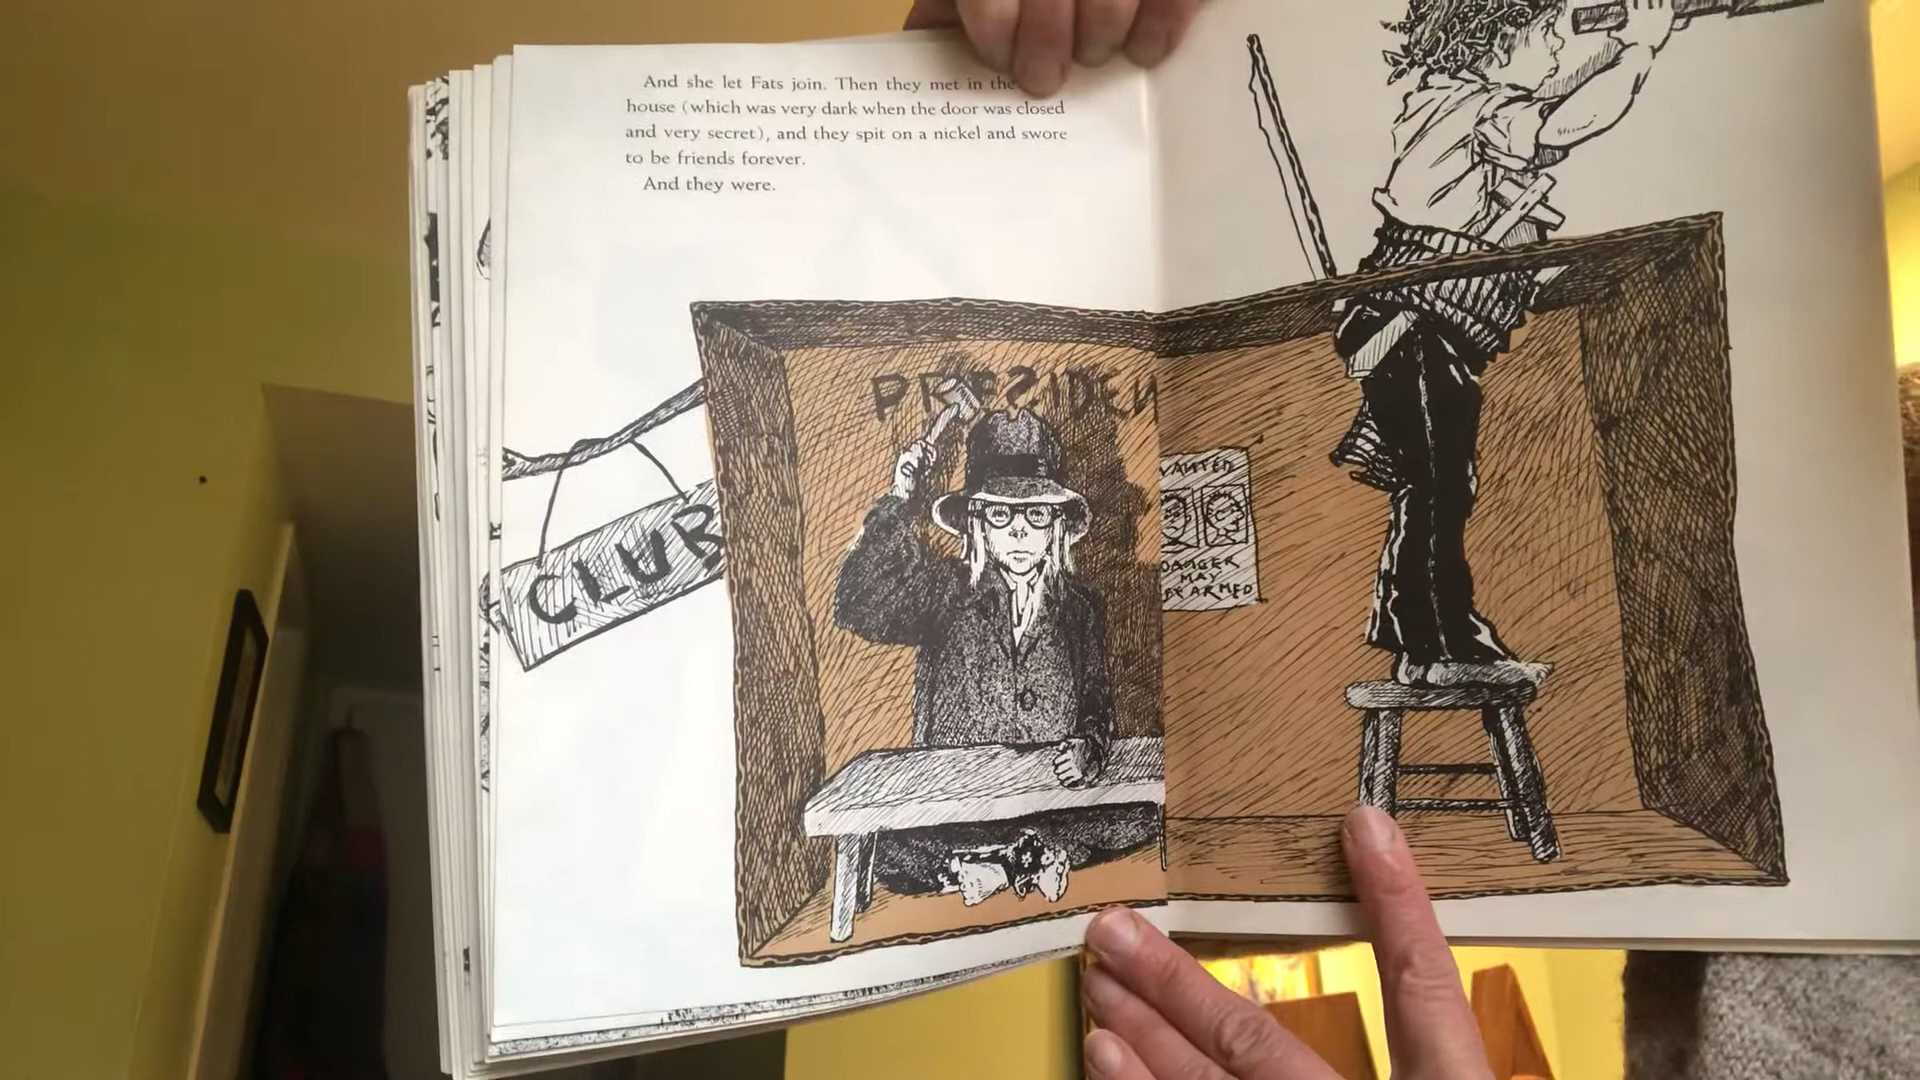 And she let Fats join. Then they met in the
house (which was very dark when the door was closed
and very secret), and they spit on a nickel and swore
to be friends forever.
And they were.
CLUB
PRESIDEN
WANTED
DANGER
MAY
BE ARMED